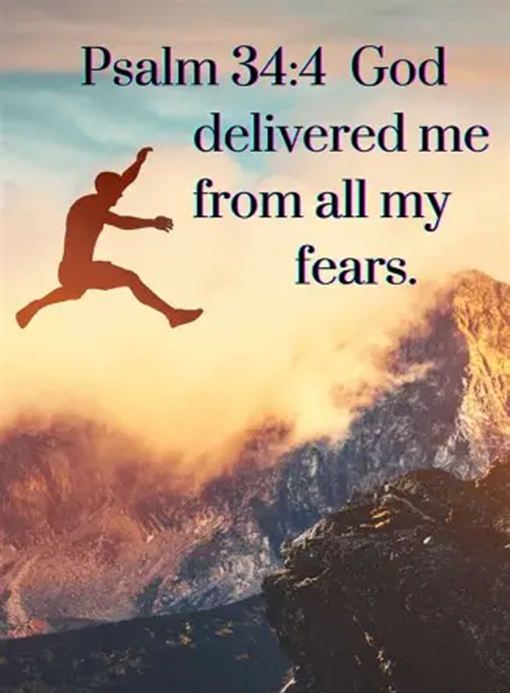 Psalm 34:4 God
delivered me
from all my
fears.